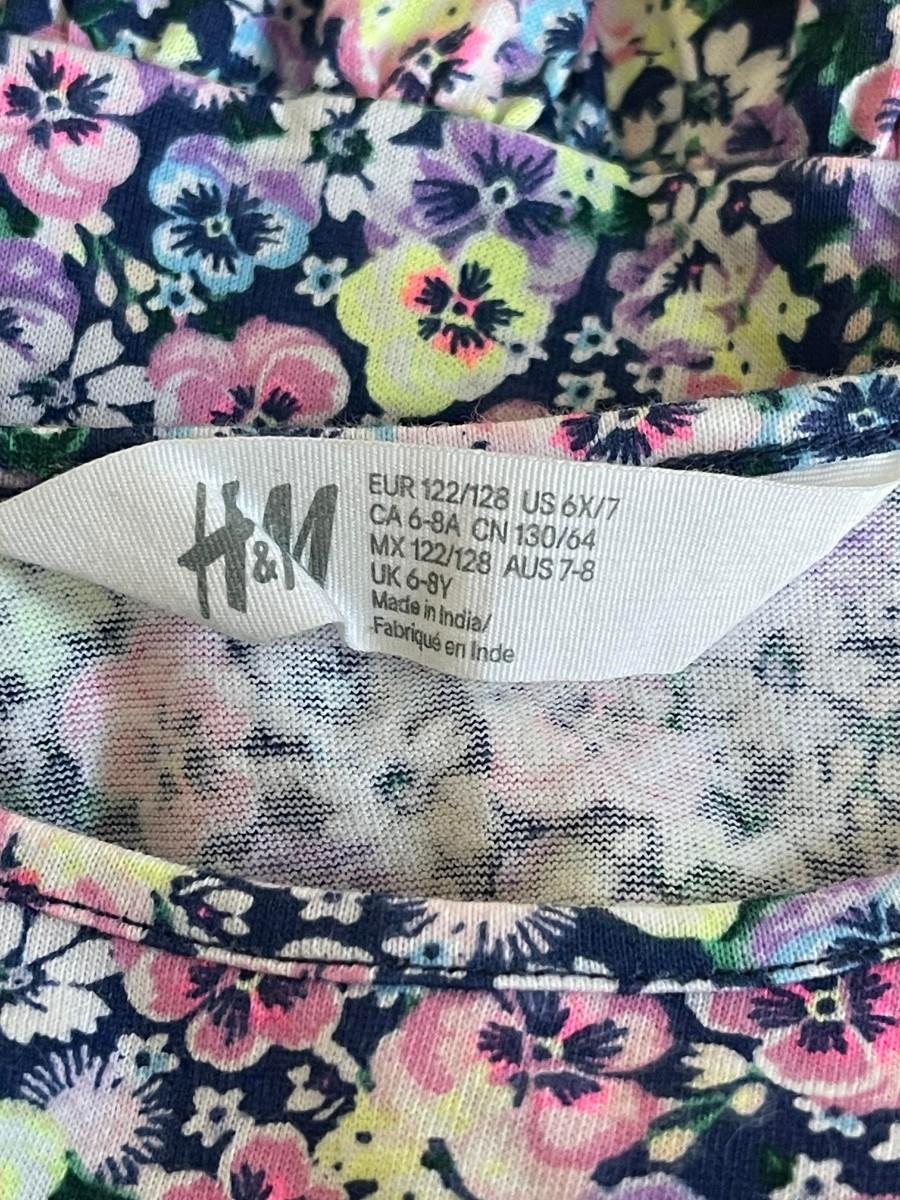 H&M
EUR 122/128 US 6X/7
CA 6-8A CN 130/64
MX 122/128 AUS 7-8
UK 6-8Y
Made in India/
Fabriqué en Inde